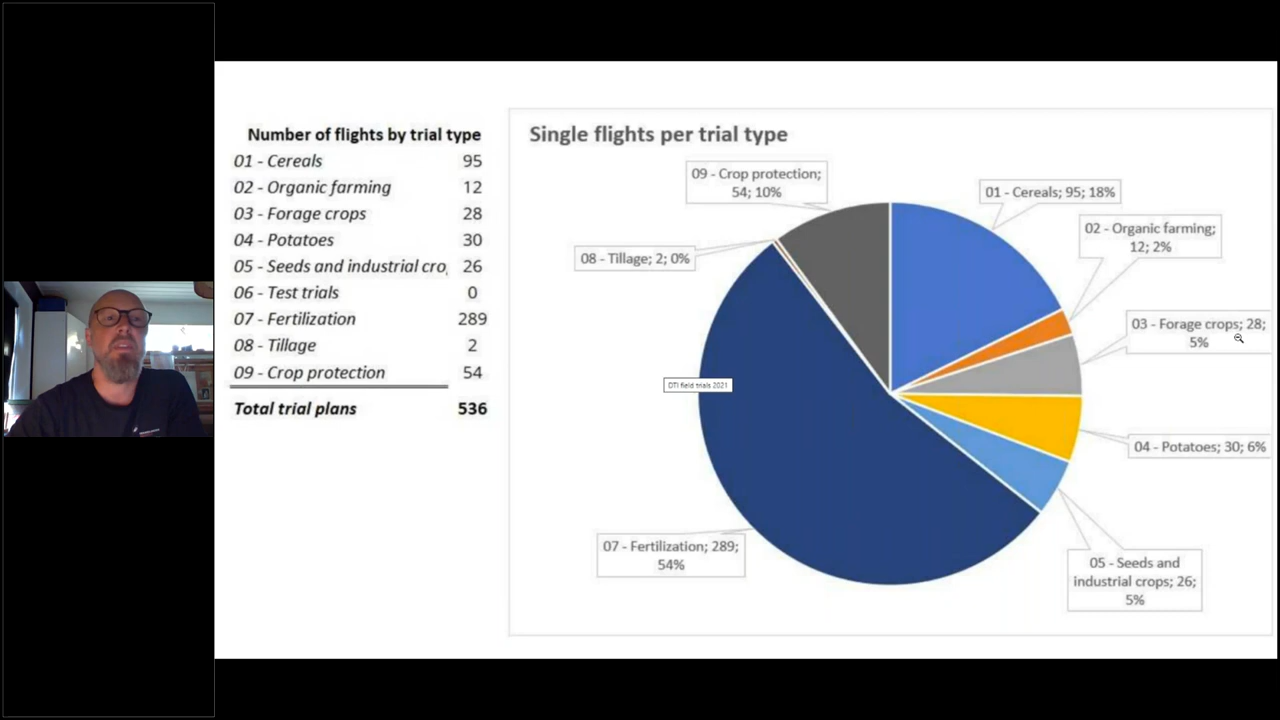 Number of flights by trial type
01 - Cereals 95
02 - Organic farming 12
03 - Forage crops 28
04 - Potatoes 30
05 - Seeds and industrial cro 26
06 - Test trials 0
07 - Fertilization 289
08 - Tillage 2
09 - Crop protection 54
Total trial plans 536
Single flights per trial type
09 - Crop protection;
54; 10%
01 - Cereals; 95; 18%
02 - Organic farming;
12; 2%
08 - Tillage; 2; 0%
03 - Forage crops; 28;
5%
DTI field trials 2021
04 - Potatoes; 30; 6%
07 - Fertilization; 289;
54%
05 - Seeds and
industrial crops; 26;
5%